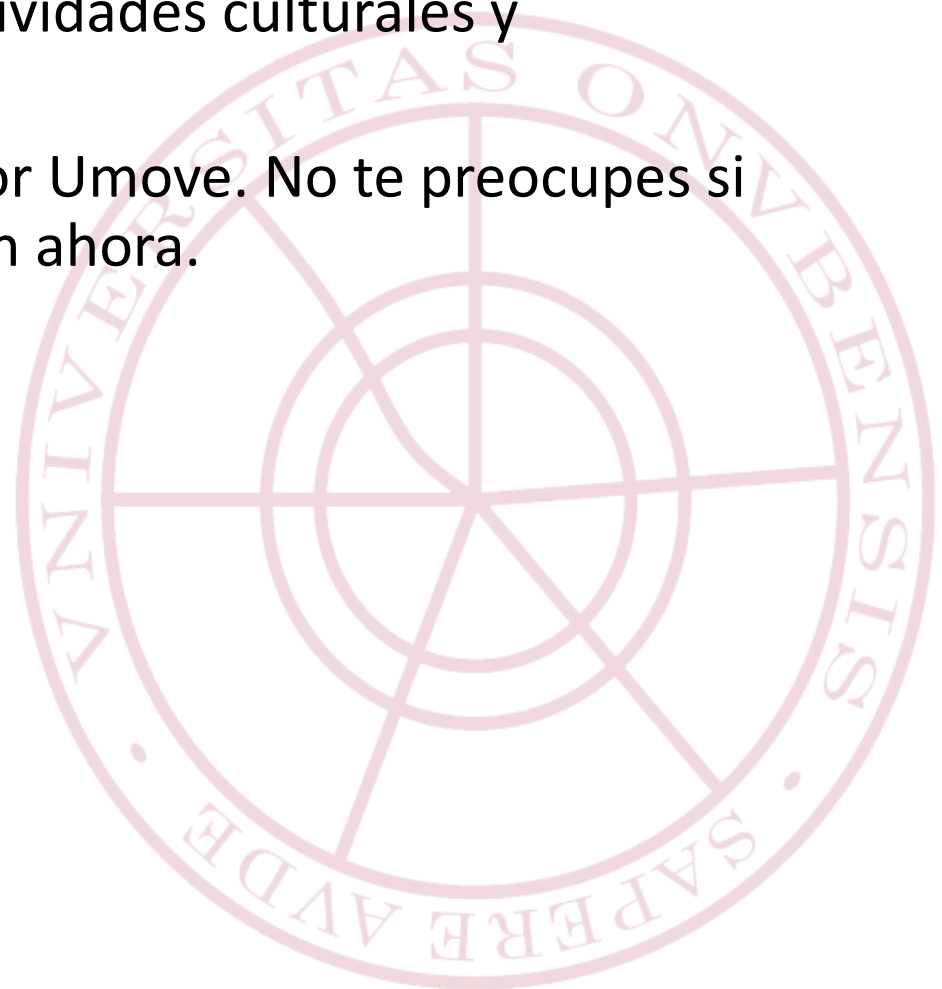 ividades culturales y
or Umove. No te preocupes si
n ahora.
VNIVERSITAS ONVBENSIS • SAPERE AVDE •